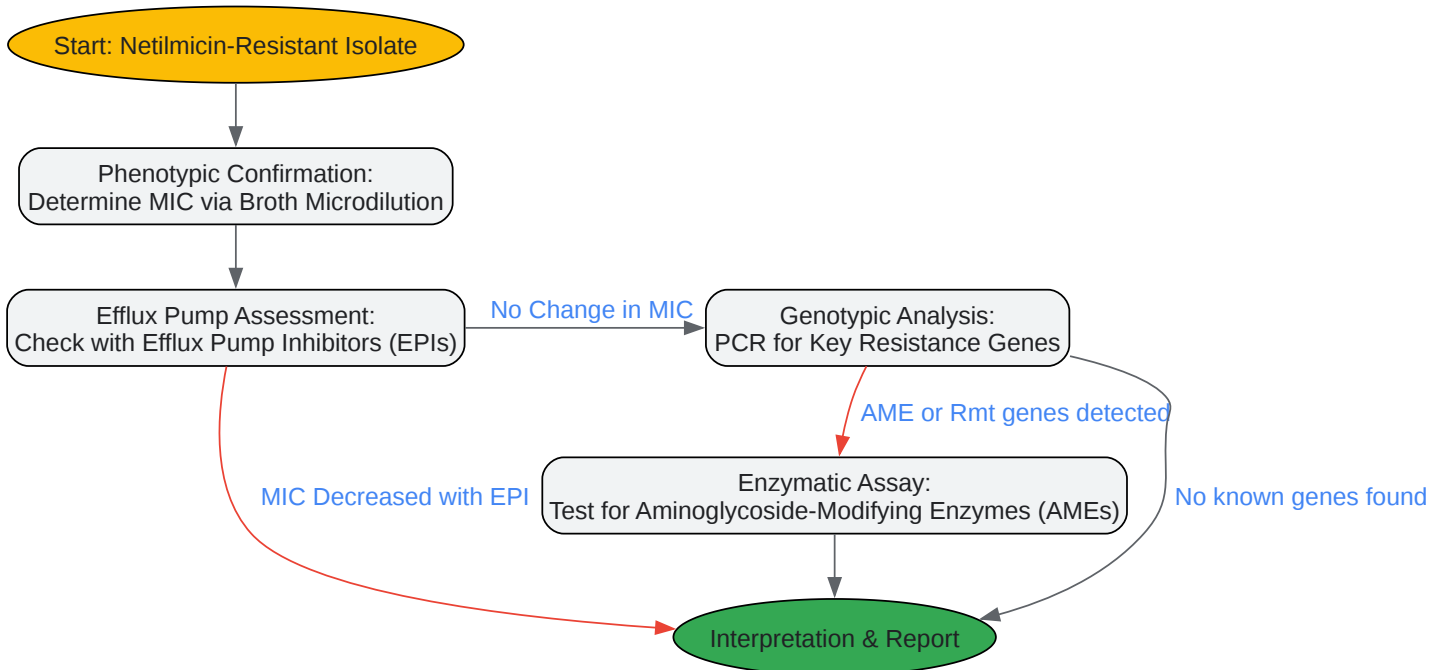 Start: Netilmicin-Resistant Isolate
Phenotypic Confirmation:
Determine MIC via Broth Microdilution
Efflux Pump Assessment:
Check with Efflux Pump Inhibitors (EPIs)
No Change in MIC
Genotypic Analysis:
PCR for Key Resistance Genes
AME or Rmt genes detected
MIC Decreased with EPI
Enzymatic Assay:
Test for Aminoglycoside-Modifying Enzymes (AMEs)
No known genes found
Interpretation & Report